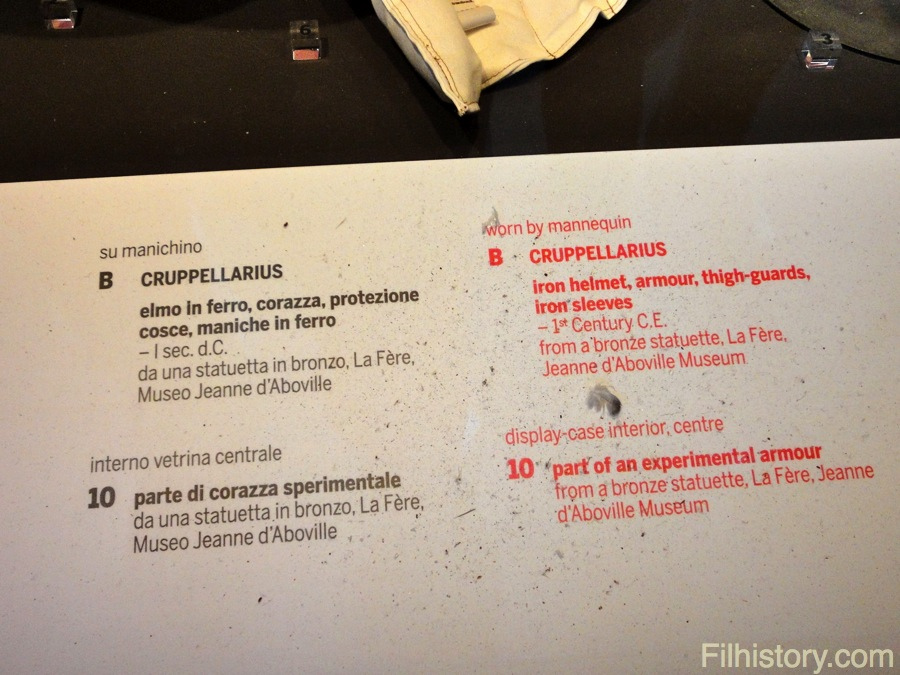 6
3
su manichino
B CRUPPELLARIUS
elmo in ferro, corazza, protezione
cosce, maniche in ferro
– I sec. d.C.
da una statuetta in bronzo, La Fère,
Museo Jeanne d'Aboville
interno vetrina centrale
10 parte di corazza sperimentale
da una statuetta in bronzo, La Fère,
Museo Jeanne d'Aboville
worn by mannequin
B CRUPPELLARIUS
iron helmet, armour, thigh-guards,
iron sleeves
– 1st Century C.E.
from a bronze statuette, La Fère,
Jeanne d'Aboville Museum
display-case interior, centre
10 part of an experimental armour
from a bronze statuette, La Fère, Jeanne
d'Aboville Museum
Filhistory.com